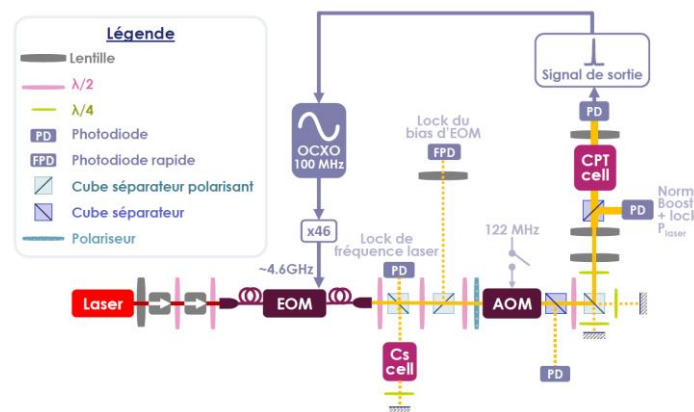 Légende
Lentille
λ/2
λ/4
PD Photodiode
FPD Photodiode rapide
Cube séparateur polarisant
Cube séparateur
Polariseur
Signal de sortie
PD
CPT
cell
PD
Norm
Boost
+ lock
P laser
OCXO
100 MHz
x46
~4.6GHz
Lock du
bias d'EOM
FPD
Lock de
fréquence laser
PD
122 MHz
Laser
EOM
AOM
Cs
cell
PD